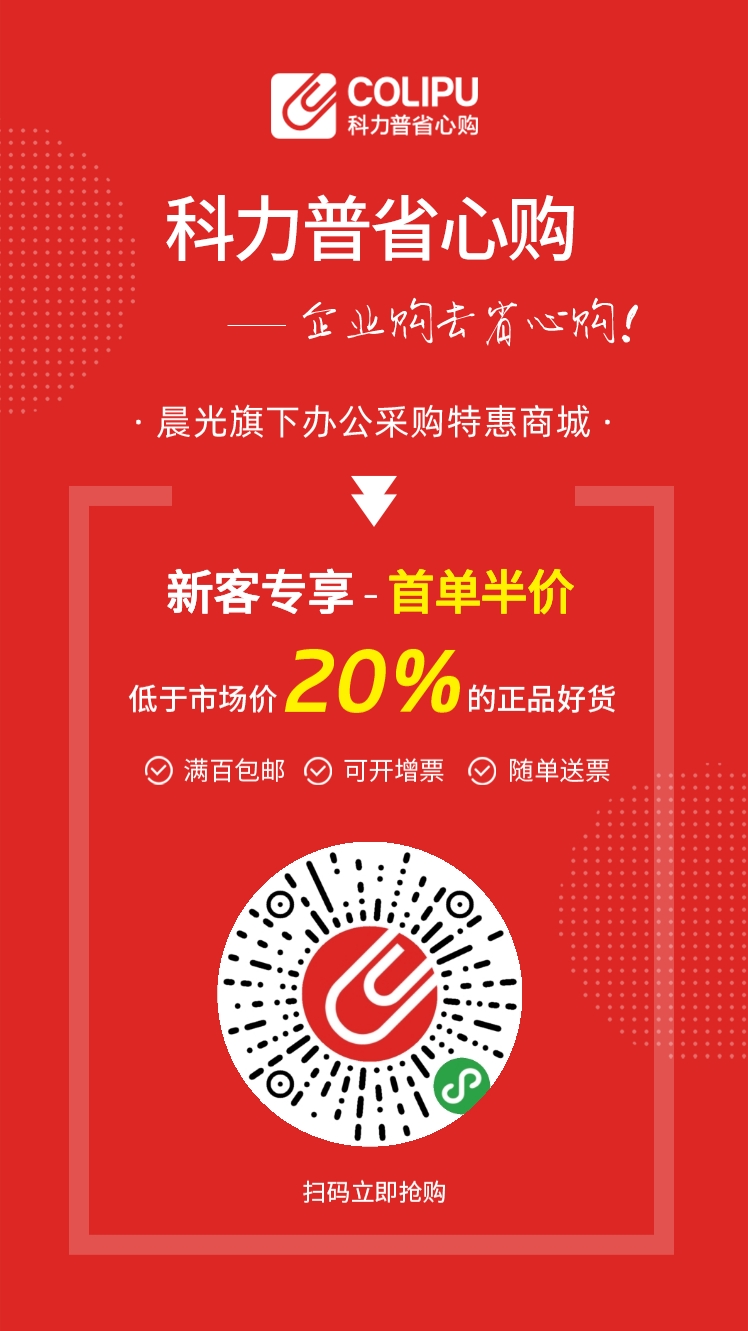 COLIPU
科力普省心购
科力普省心购
——企业购去省心购!
·晨光旗下办公采购特惠商城·
新客专享-首单半价
低于市场价20%的正品好货
满百包邮 可开增票 随单送票
扫码立即抢购